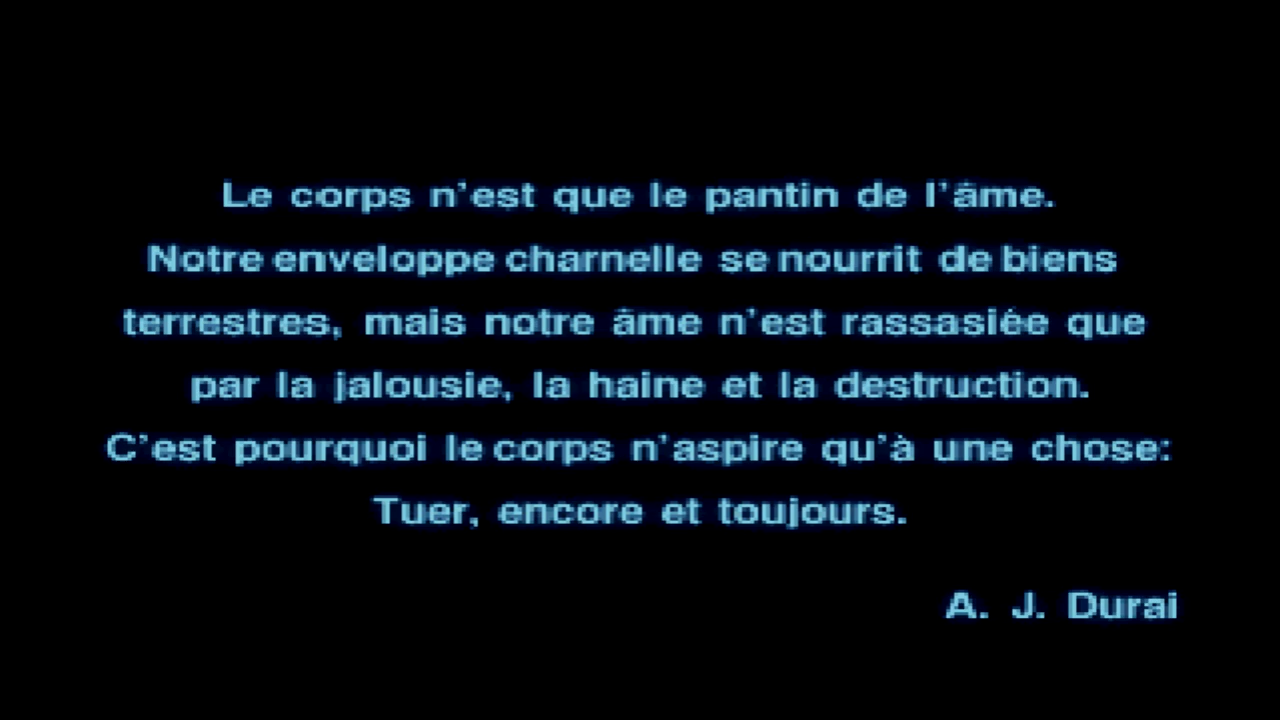 Le corps n'est que le pantin de l'âme.
Notre enveloppe charnelle se nourrit de biens
terrestres, mais notre âme n'est rassasiée que
par la jalousie, la haine et la destruction.
C'est pourquoi le corps n'aspire qu'à une chose:
Tuer, encore et toujours.
A. J. Durai